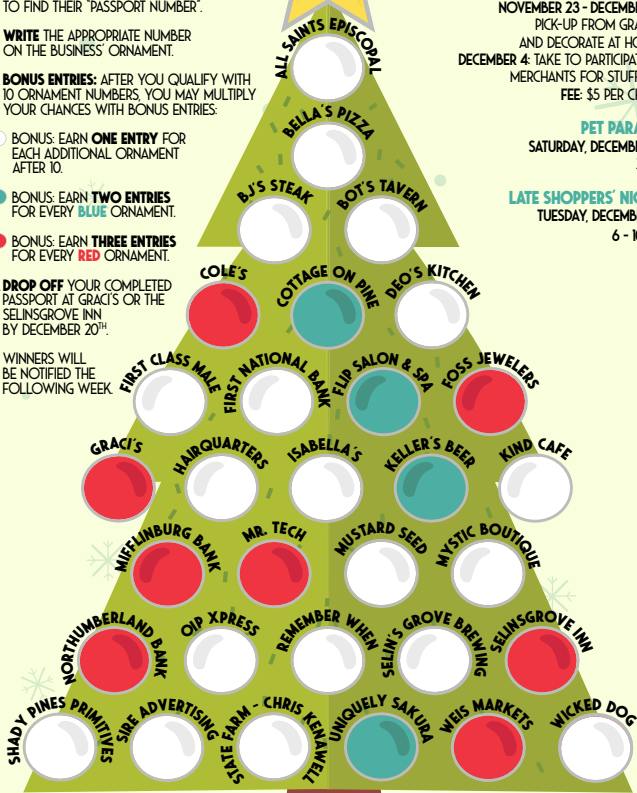 TO FIND THEIR "PASSPORT NUMBER".
WRITE THE APPROPRIATE NUMBER
ON THE BUSINESS' ORNAMENT.
BONUS ENTRIES: AFTER YOU QUALIFY WITH
10 ORNAMENT NUMBERS, YOU MAY MULTIPLY
YOUR CHANCES WITH BONUS ENTRIES:
BONUS: EARN ONE ENTRY FOR
EACH ADDITIONAL ORNAMENT
AFTER 10.
BONUS: EARN TWO ENTRIES
FOR EVERY BLUE ORNAMENT.
BONUS: EARN THREE ENTRIES
FOR EVERY RED ORNAMENT.
DROP OFF YOUR COMPLETED
PASSPORT AT GRACI'S OR THE
SELINSGROVE INN
BY DECEMBER 20TH.
WINNERS WILL
BE NOTIFIED THE
FOLLOWING WEEK.
NOVEMBER 23 - DECEMB
PICK-UP FROM GRA
AND DECORATE AT HO
DECEMBER 4: TAKE TO PARTICIPAT
MERCHANTS FOR STUFF
FEE: $5 PER C
PET PARA
SATURDAY, DECEMBE
LATE SHOPPERS' NIG
TUESDAY, DECEMB
6 - 10
ALL SAINTS EPISCOPAL
BELLA'S PIZZA
BJ'S STEAK
BOT'S TAVERN
COLE'S
COTTAGE ON PINE
DEO'S KITCHEN
FIRST CLASS MALE
FIRST NATIONAL BANK
FLIP SALON & SPA
FOSS JEWELERS
GRACI'S
HAIRQUARTERS
ISABELLA'S
KELLER'S BEER
KIND CAFE
MIFFLINBURG BANK
MR. TECH
MUSTARD SEED
MYSTIC BOUTIQUE
NORTHUMBERLAND BANK
OIP XPRESS
REMEMBER WHEN
SELIN'S GROVE BREWING
SELINSGROVE INN
SHADY PINES PRIMITIVES
SIRE ADVERTISING
STATE FARM - CHRIS KENAWELL
UNIQUELY SAKURA
WEIS MARKETS
WICKED DOG